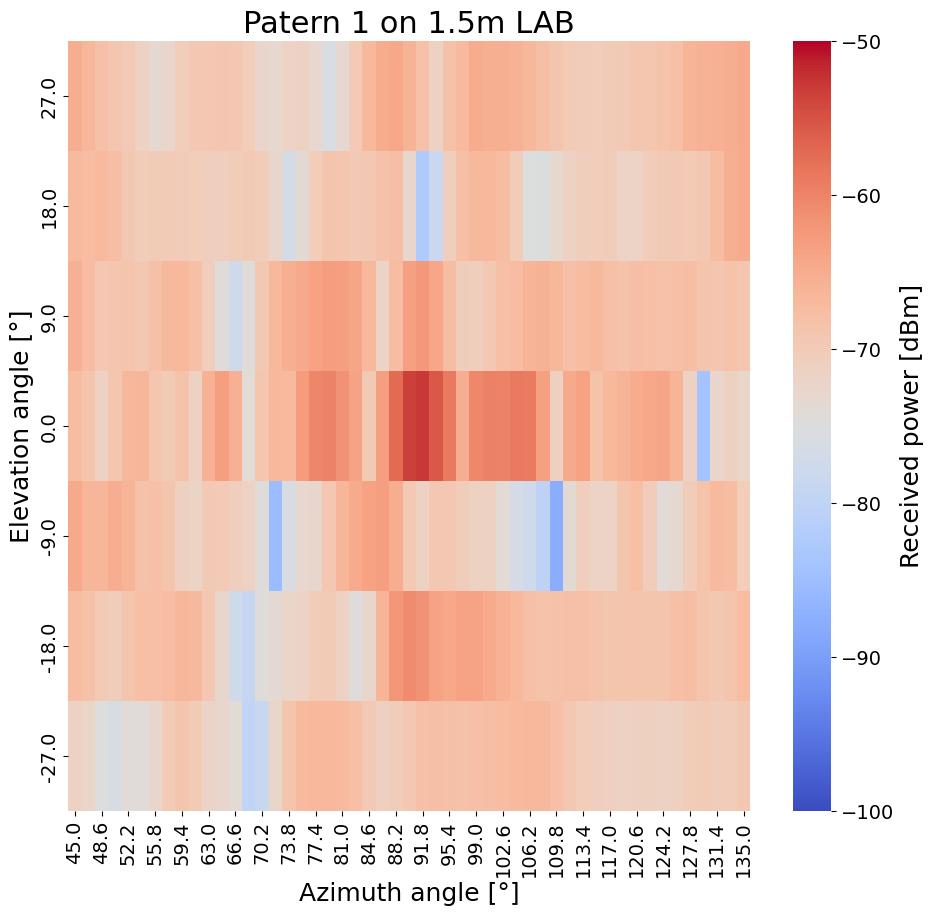 Patern 1 on 1.5m LAB
Elevation angle [°]
27.0
18.0
9.0
0.0
-9.0
-18.0
-27.0
45.0 48.6 52.2 55.8 59.4 63.0 66.6 70.2 73.8 77.4 81.0 84.6 88.2 91.8 95.4 99.0 102.6 106.2 109.8 113.4 117.0 120.6 124.2 127.8 131.4 135.0
Azimuth angle [°]
−50
−60
−70
−80
−90
−100
Received power [dBm]